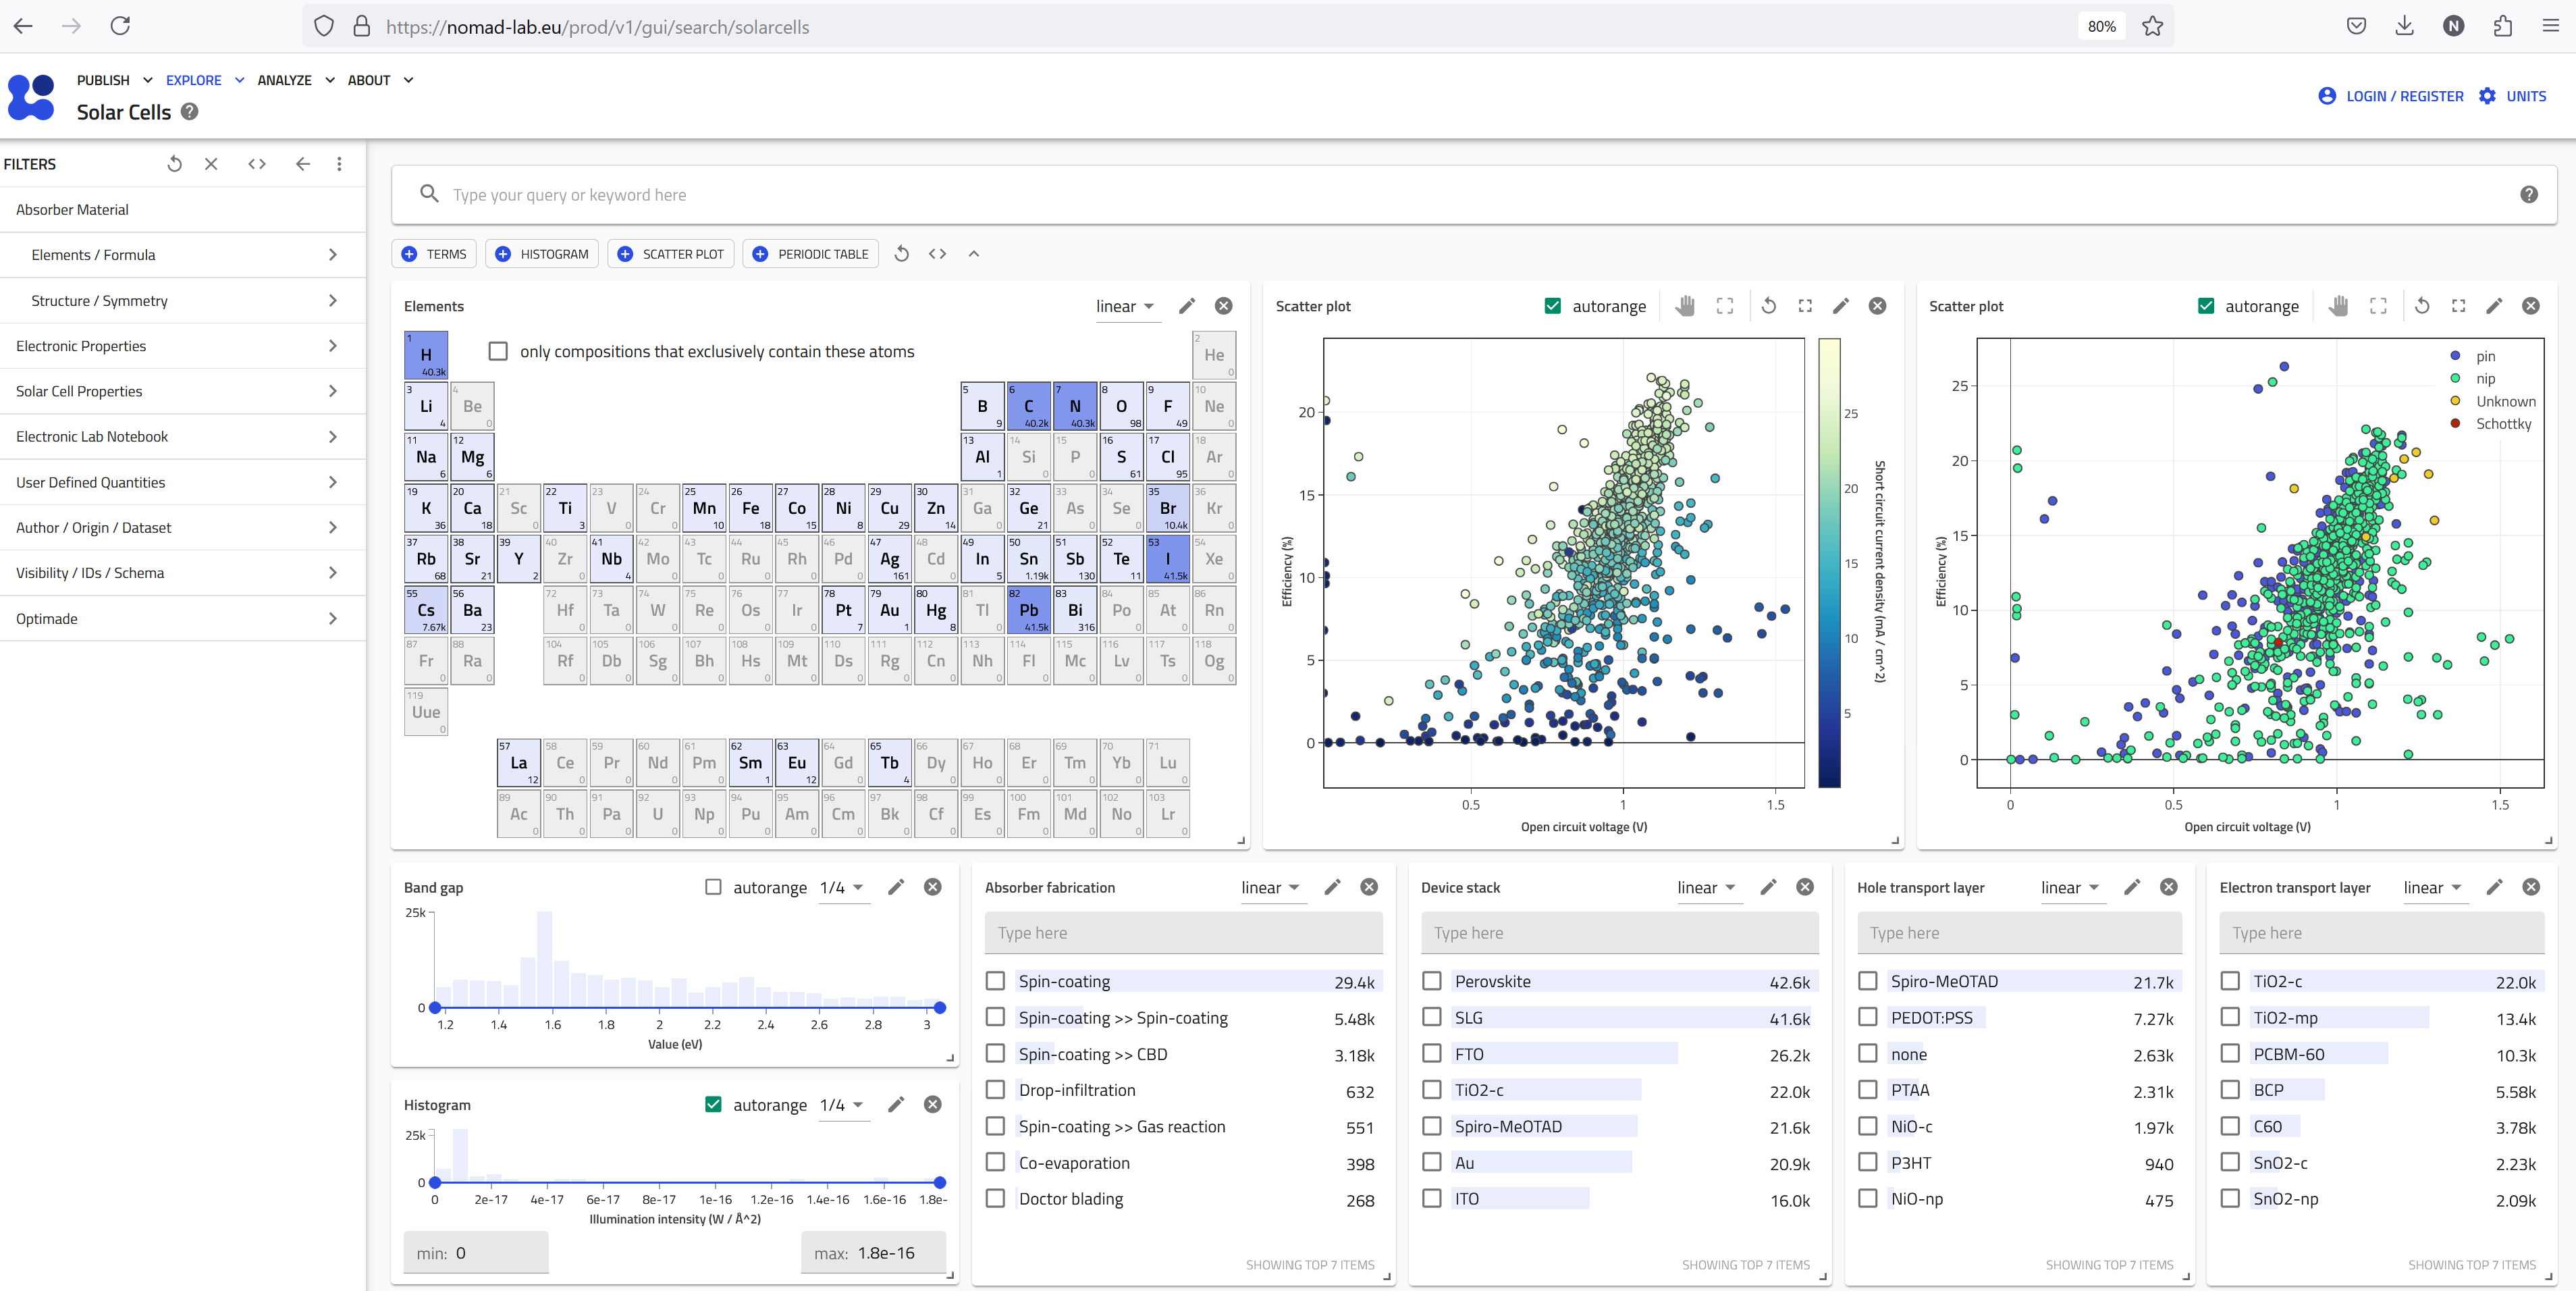 https://nomad-lab.eu/prod/v1/gui/search/solarcells
80%
N
PUBLISH EXPLORE ANALYZE ABOUT
Solar Cells
LOGIN / REGISTER UNITS
FILTERS
Absorber Material
Elements / Formula
Structure / Symmetry
Electronic Properties
Solar Cell Properties
Electronic Lab Notebook
User Defined Quantities
Author / Origin / Dataset
Visibility / IDs / Schema
Optimade
Type your query or keyword here
TERMS HISTOGRAM SCATTER PLOT PERIODIC TABLE
Elements linear
only compositions that exclusively contain these atoms
1 H 40.3k 2 He 0
3 Li 4 4 Be 0 5 B 9 6 C 40.2k 7 N 40.3k 8 O 98 9 F 49 10 Ne 0
11 Na 6 12 Mg 6 13 Al 1 14 Si 0 15 P 0 16 S 61 17 Cl 95 18 Ar 0
19 K 36 20 Ca 18 21 Sc 0 22 Ti 3 23 V 0 24 Cr 0 25 Mn 10 26 Fe 18 27 Co 15 28 Ni 8 29 Cu 29 30 Zn 14 31 Ga 0 32 Ge 21 33 As 0 34 Se 0 35 Br 10.4k 36 Kr 0
37 Rb 68 38 Sr 21 39 Y 2 40 Zr 0 41 Nb 4 42 Mo 0 43 Tc 0 44 Ru 0 45 Rh 0 46 Pd 0 47 Ag 161 48 Cd 0 49 In 5 50 Sn 1.19k 51 Sb 130 52 Te 11 53 I 41.5k 54 Xe 0
55 Cs 7.67k 56 Ba 23 72 Hf 0 73 Ta 0 74 W 0 75 Re 0 76 Os 0 77 Ir 0 78 Pt 7 79 Au 1 80 Hg 8 81 Tl 0 82 Pb 41.5k 83 Bi 316 84 Po 0 85 At 0 86 Rn 0
87 Fr 0 88 Ra 0 104 Rf 0 105 Db 0 106 Sg 0 107 Bh 0 108 Hs 0 109 Mt 0 110 Ds 0 111 Rg 0 112 Cn 0 113 Nh 0 114 Fl 0 115 Mc 0 116 Lv 0 117 Ts 0 118 Og 0
119 Uue 0
57 La 12 58 Ce 0 59 Pr 0 60 Nd 0 61 Pm 0 62 Sm 1 63 Eu 12 64 Gd 0 65 Tb 4 66 Dy 0 67 Ho 0 68 Er 0 69 Tm 0 70 Yb 0 71 Lu 0
89 Ac 0 90 Th 0 91 Pa 0 92 U 0 93 Np 0 94 Pu 0 95 Am 0 96 Cm 0 97 Bk 0 98 Cf 0 99 Es 0 100 Fm 0 101 Md 0 102 No 0 103 Lr 0
Scatter plot autorange
20
15
10
5
0
Efficiency (%)
0.5 1 1.5
Open circuit voltage (V)
25
20
15
10
5
Short circuit current density (mA / cm^2)
Scatter plot autorange
pin
nip
Unknown
Schottky
25
20
15
10
5
0
Efficiency (%)
0 0.5 1 1.5
Open circuit voltage (V)
Band gap autorange 1/4
25k
0
1.2 1.4 1.6 1.8 2 2.2 2.4 2.6 2.8 3
Value (eV)
Histogram autorange 1/4
25k
0
0 2e-17 4e-17 6e-17 8e-17 1e-16 1.2e-16 1.4e-16 1.6e-16 1.8e-
Illumination intensity (W / Å^2)
min: 0 max: 1.8e-16
Absorber fabrication linear
Type here
Spin-coating 29.4k
Spin-coating >> Spin-coating 5.48k
Spin-coating >> CBD 3.18k
Drop-infiltration 632
Spin-coating >> Gas reaction 551
Co-evaporation 398
Doctor blading 268
SHOWING TOP 7 ITEMS
Device stack linear
Type here
Perovskite 42.6k
SLG 41.6k
FTO 26.2k
TiO2-c 22.0k
Spiro-MeOTAD 21.6k
Au 20.9k
ITO 16.0k
SHOWING TOP 7 ITEMS
Hole transport layer linear
Type here
Spiro-MeOTAD 21.7k
PEDOT:PSS 7.27k
none 2.63k
PTAA 2.31k
NiO-c 1.97k
P3HT 940
NiO-np 475
SHOWING TOP 7 ITEMS
Electron transport layer linear
Type here
TiO2-c 22.0k
TiO2-mp 13.4k
PCBM-60 10.3k
BCP 5.58k
C60 3.78k
SnO2-c 2.23k
SnO2-np 2.09k
SHOWING TOP 7 ITEMS